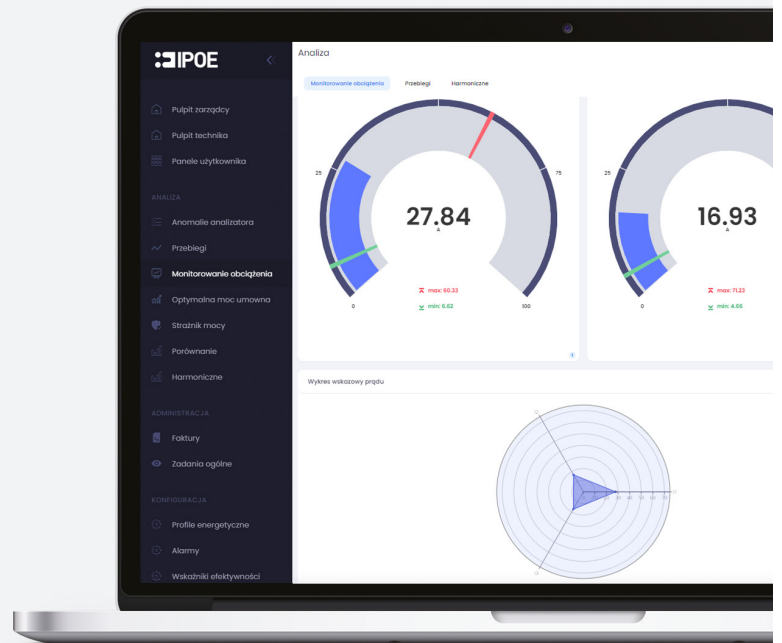 IPOE
Pulpit zarządcy
Pulpit technika
Panele użytkownika
ANALIZA
Anomalie analizatora
Przebiegi
Monitorowanie obciążenia
Optymalna moc umowna
Strażnik mocy
Porównanie
Harmoniczne
ADMINISTRACJA
Faktury
Zadania ogólne
KONFIGURACJA
Profile energetyczne
Alarmy
Wskaźniki efektywności
Analiza
Monitorowanie obciążenia Przebiegi Harmoniczne
25 75
27.84
A
max: 60.33
min: 6.62
0 100
25
16.93
A
max: 71.23
min: 4.66
0
Wykres wskazowy prądu